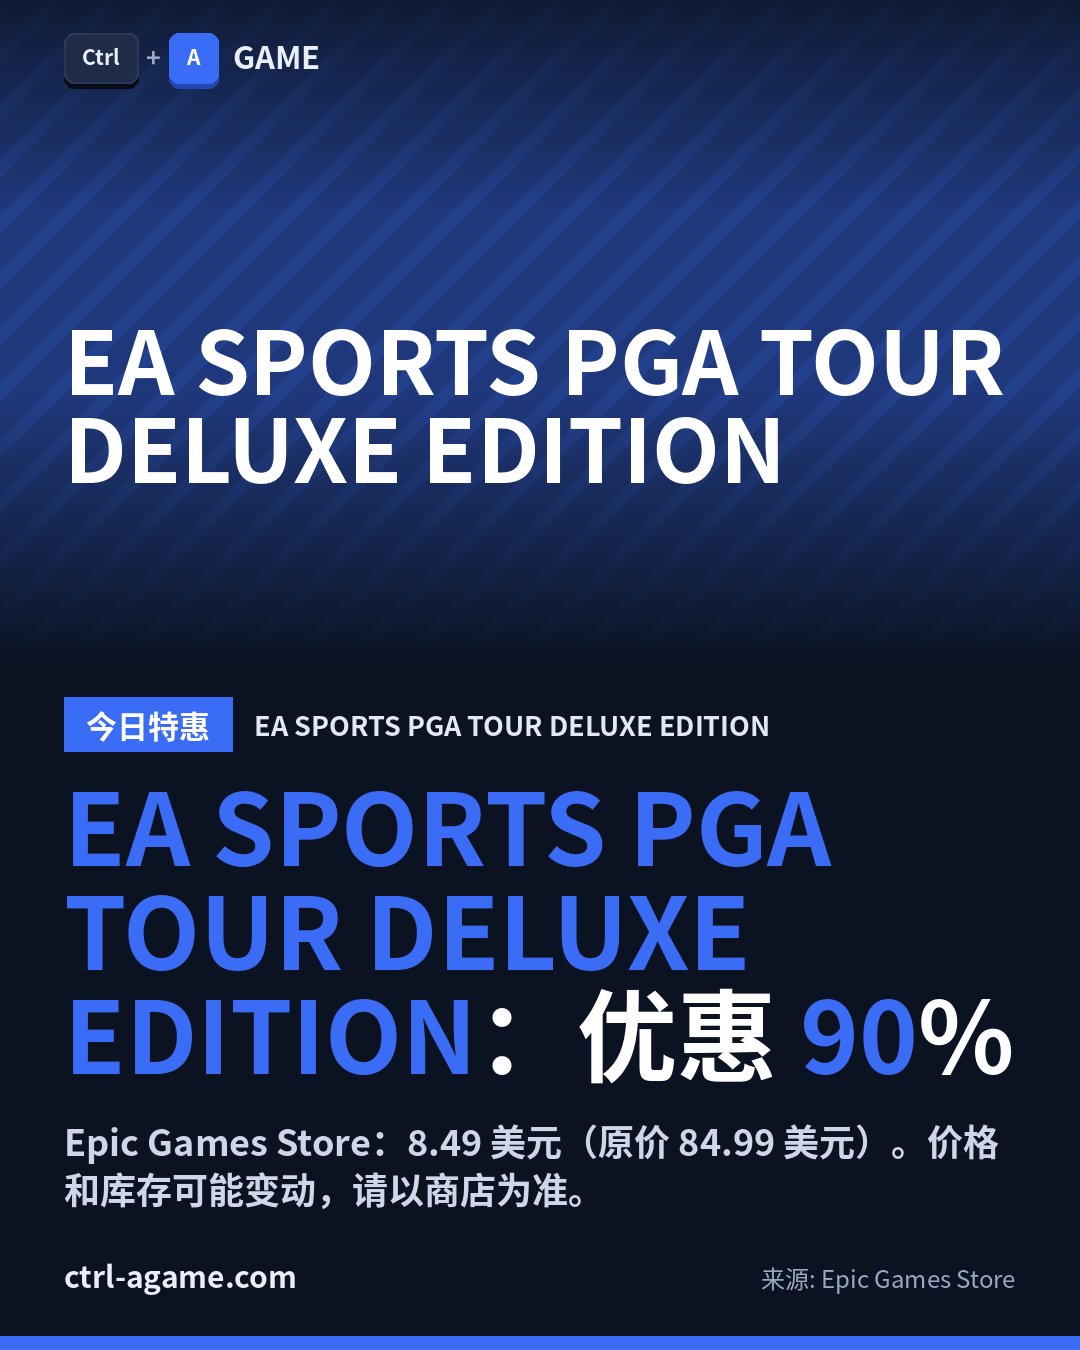 Ctrl + A GAME
EA SPORTS PGA TOUR
DELUXE EDITION
今日特惠 EA SPORTS PGA TOUR DELUXE EDITION
EA SPORTS PGA
TOUR DELUXE
EDITION：优惠 90%
Epic Games Store：8.49 美元（原价 84.99 美元）。价格
和库存可能变动，请以商店为准。
ctrl-agame.com 来源: Epic Games Store